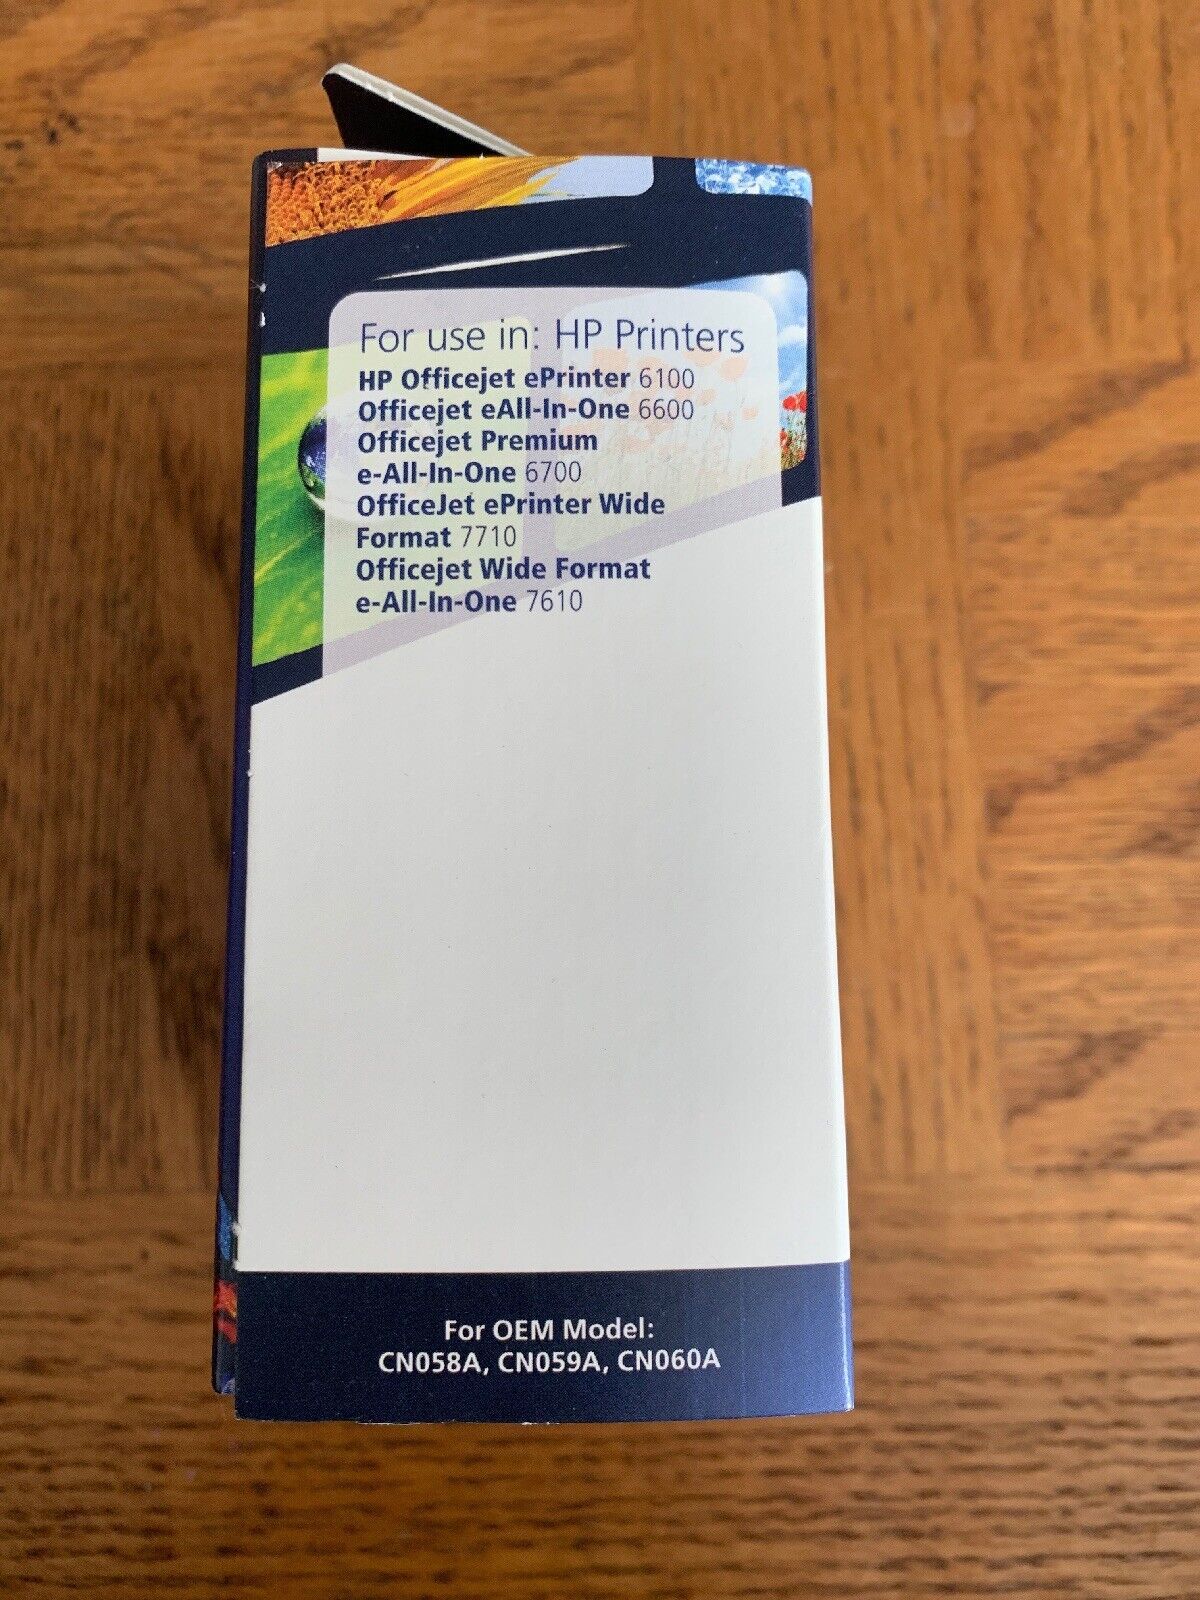 For use in: HP Printers
HP Officejet ePrinter 6100
Officejet eAll-In-One 6600
Officejet Premium
e-All-In-One 6700
OfficeJet ePrinter Wide
Format 7710
Officejet Wide Format
e-All-In-One 7610
For OEM Model:
CN058A, CN059A, CN060A